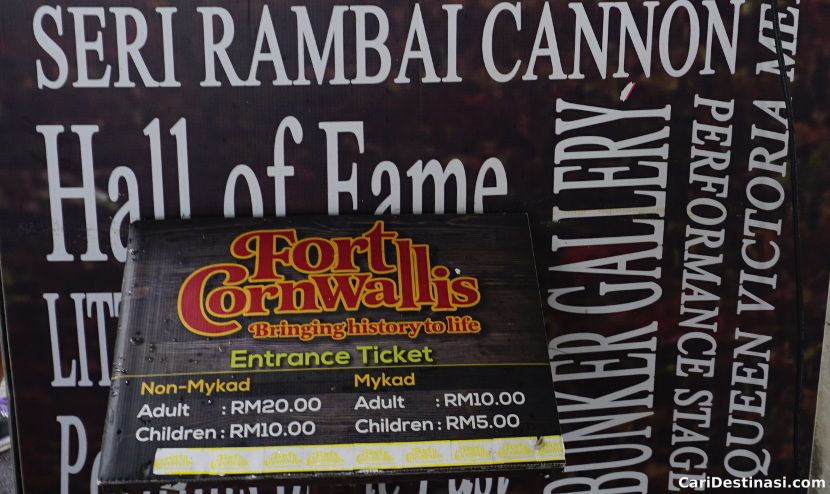 SERI RAMBAI CANNON
Hall of Fame
BUNKER GALLERY
PERFORMANCE STAGE
QUEEN VICTORIA
Fort
Cornwallis
Bringing history to life
Entrance Ticket
Non-Mykad Mykad
Adult : RM20.00 Adult : RM10.00
Children : RM10.00 Children : RM5.00
CariDestinasi.com